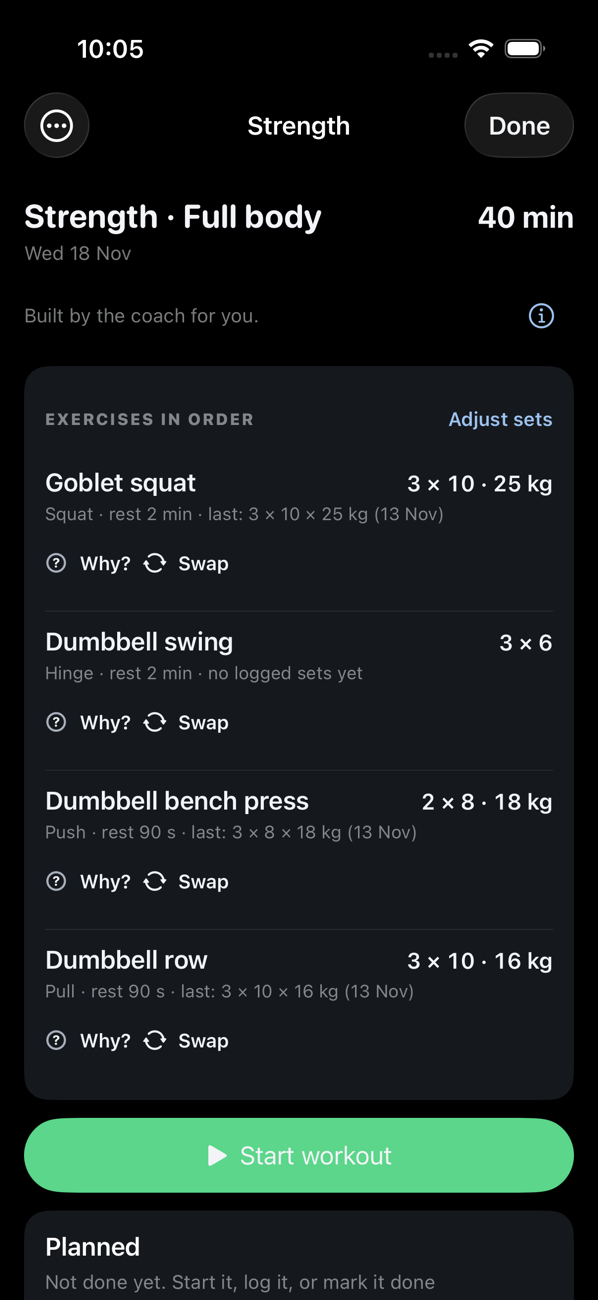 10:05
Strength
Done
Strength · Full body
40 min
Wed 18 Nov
Built by the coach for you.
EXERCISES IN ORDER
Adjust sets
Goblet squat
3 × 10 · 25 kg
Squat · rest 2 min · last: 3 × 10 × 25 kg (13 Nov)
Why?
Swap
Dumbbell swing
3 × 6
Hinge · rest 2 min · no logged sets yet
Why?
Swap
Dumbbell bench press
2 × 8 · 18 kg
Push · rest 90 s · last: 3 × 8 × 18 kg (13 Nov)
Why?
Swap
Dumbbell row
3 × 10 · 16 kg
Pull · rest 90 s · last: 3 × 10 × 16 kg (13 Nov)
Why?
Swap
Start workout
Planned
Not done yet. Start it, log it, or mark it done